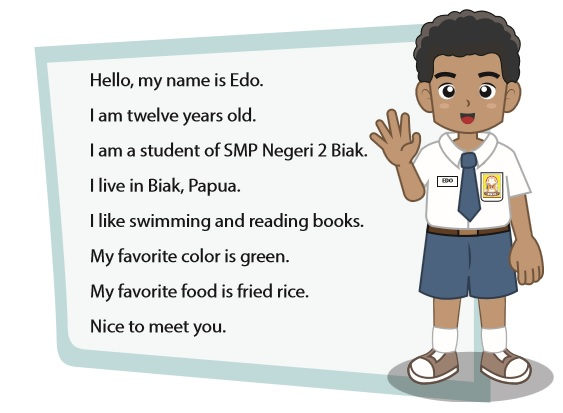 Hello, my name is Edo.
I am twelve years old.
I am a student of SMP Negeri 2 Biak.
I live in Biak, Papua.
I like swimming and reading books.
My favorite color is green.
My favorite food is fried rice.
Nice to meet you.
EDO